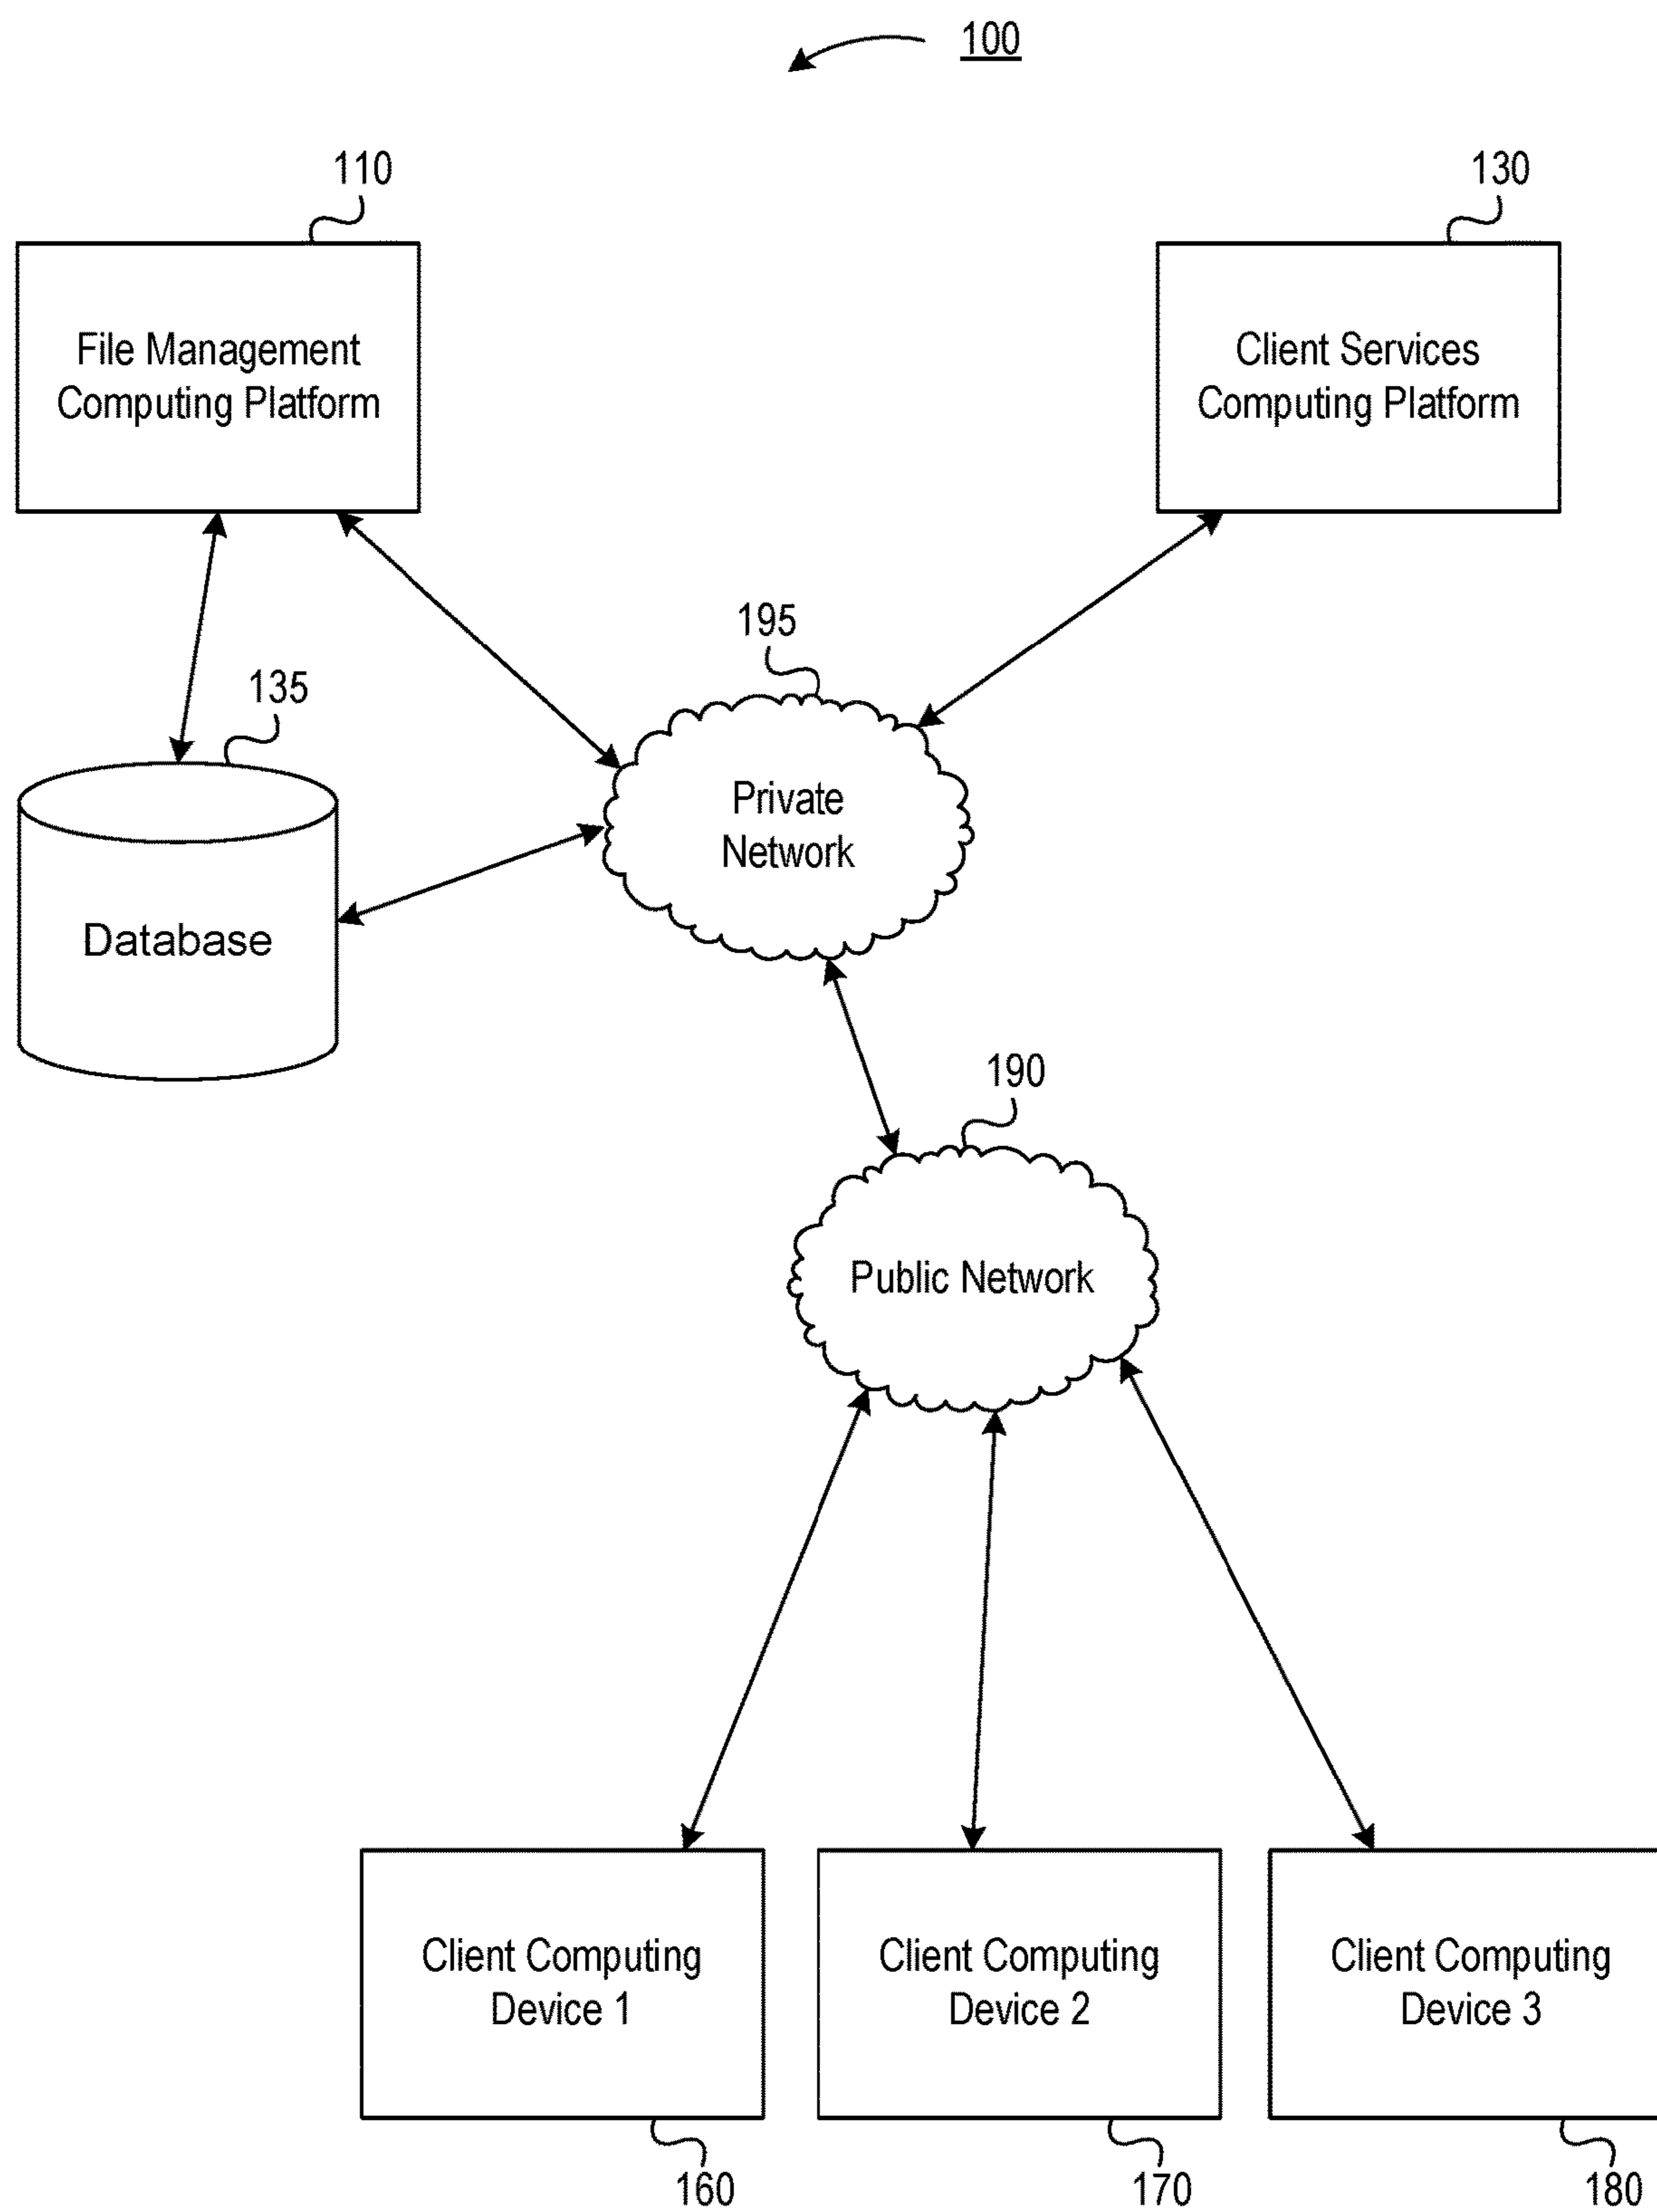 100
110
130
File Management
Computing Platform
Client Services
Computing Platform
195
135
Private
Network
Database
190
Public Network
Client Computing
Device 1
Client Computing
Device 2
Client Computing
Device 3
160
170
180